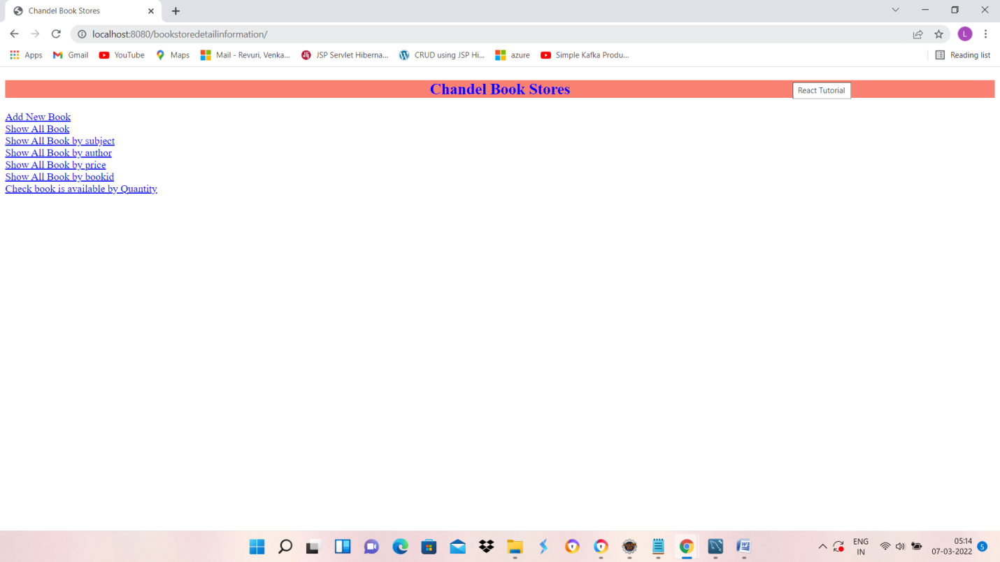 Chandel Book Stores
localhost:8080/bookstoredetailinformation/
L
Apps Gmail YouTube Maps Mail - Revuri, Venka... JSP Servlet Hiberna... CRUD using JSP Hi... azure Simple Kafka Produ... Reading list
Chandel Book Stores
React Tutorial
Add New Book
Show All Book
Show All Book by subject
Show All Book by author
Show All Book by price
Show All Book by bookid
Check book is available by Quantity
ENG
IN
05:14
07-03-2022
5